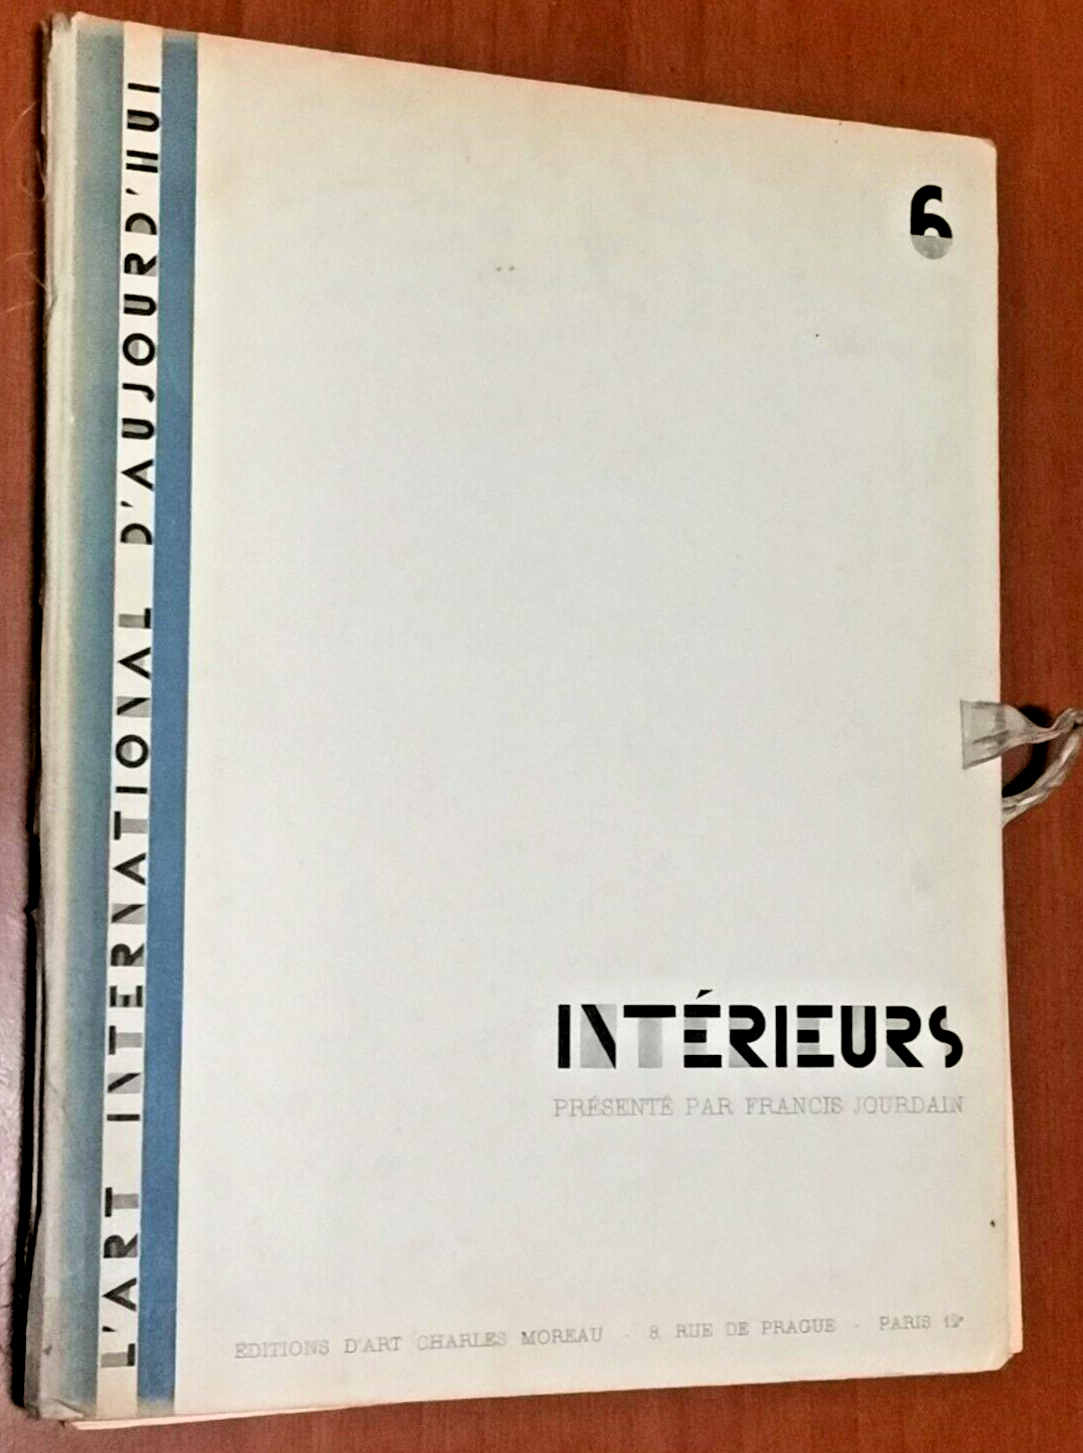 L'ART INTERNATIONAL D'AUJOURD'HUI
6
INTÉRIEURS
PRÉSENTÉ PAR FRANCIS JOURDAIN
ÉDITIONS D'ART CHARLES MOREAU - 8, RUE DE PRAGUE - PARIS 12e